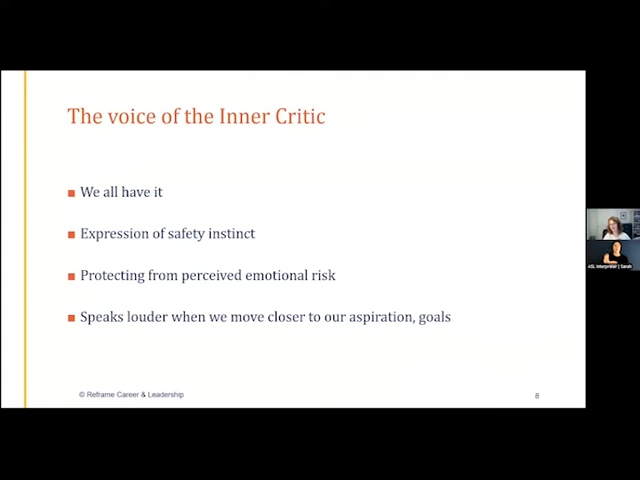 The voice of the Inner Critic
■ We all have it
■ Expression of safety instinct
■ Protecting from perceived emotional risk
■ Speaks louder when we move closer to our aspiration, goals
© Reframe Career & Leadership
8
ASL Interpreter | Sarah